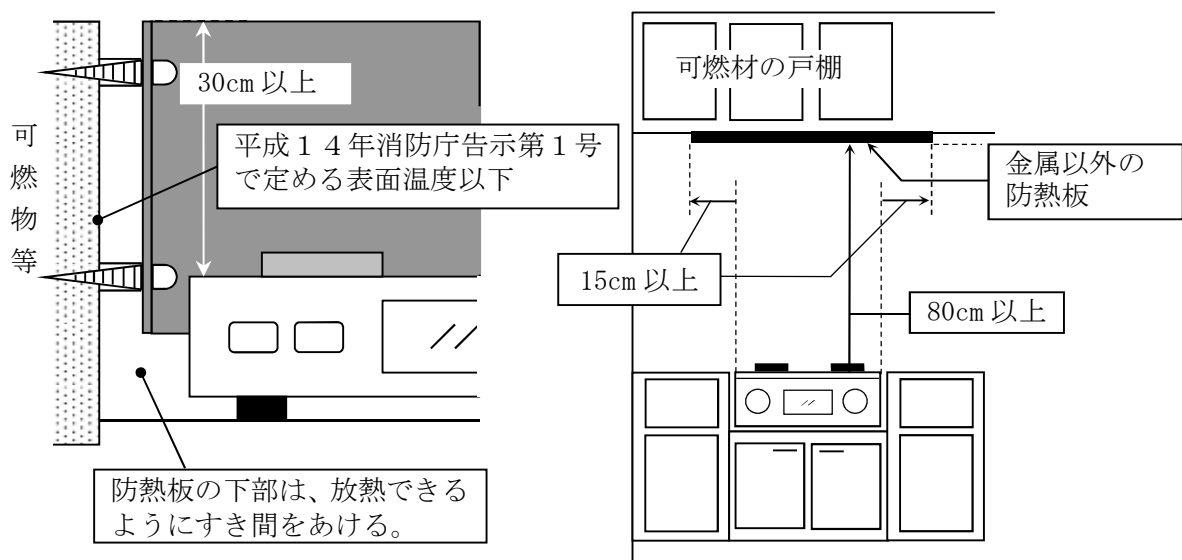 30cm 以上
平成１４年消防庁告示第１号
で定める表面温度以下
可燃物等
防熱板の下部は、放熱できる
ようにすき間をあける。
可燃材の戸棚
金属以外の
防熱板
15cm 以上
80cm 以上